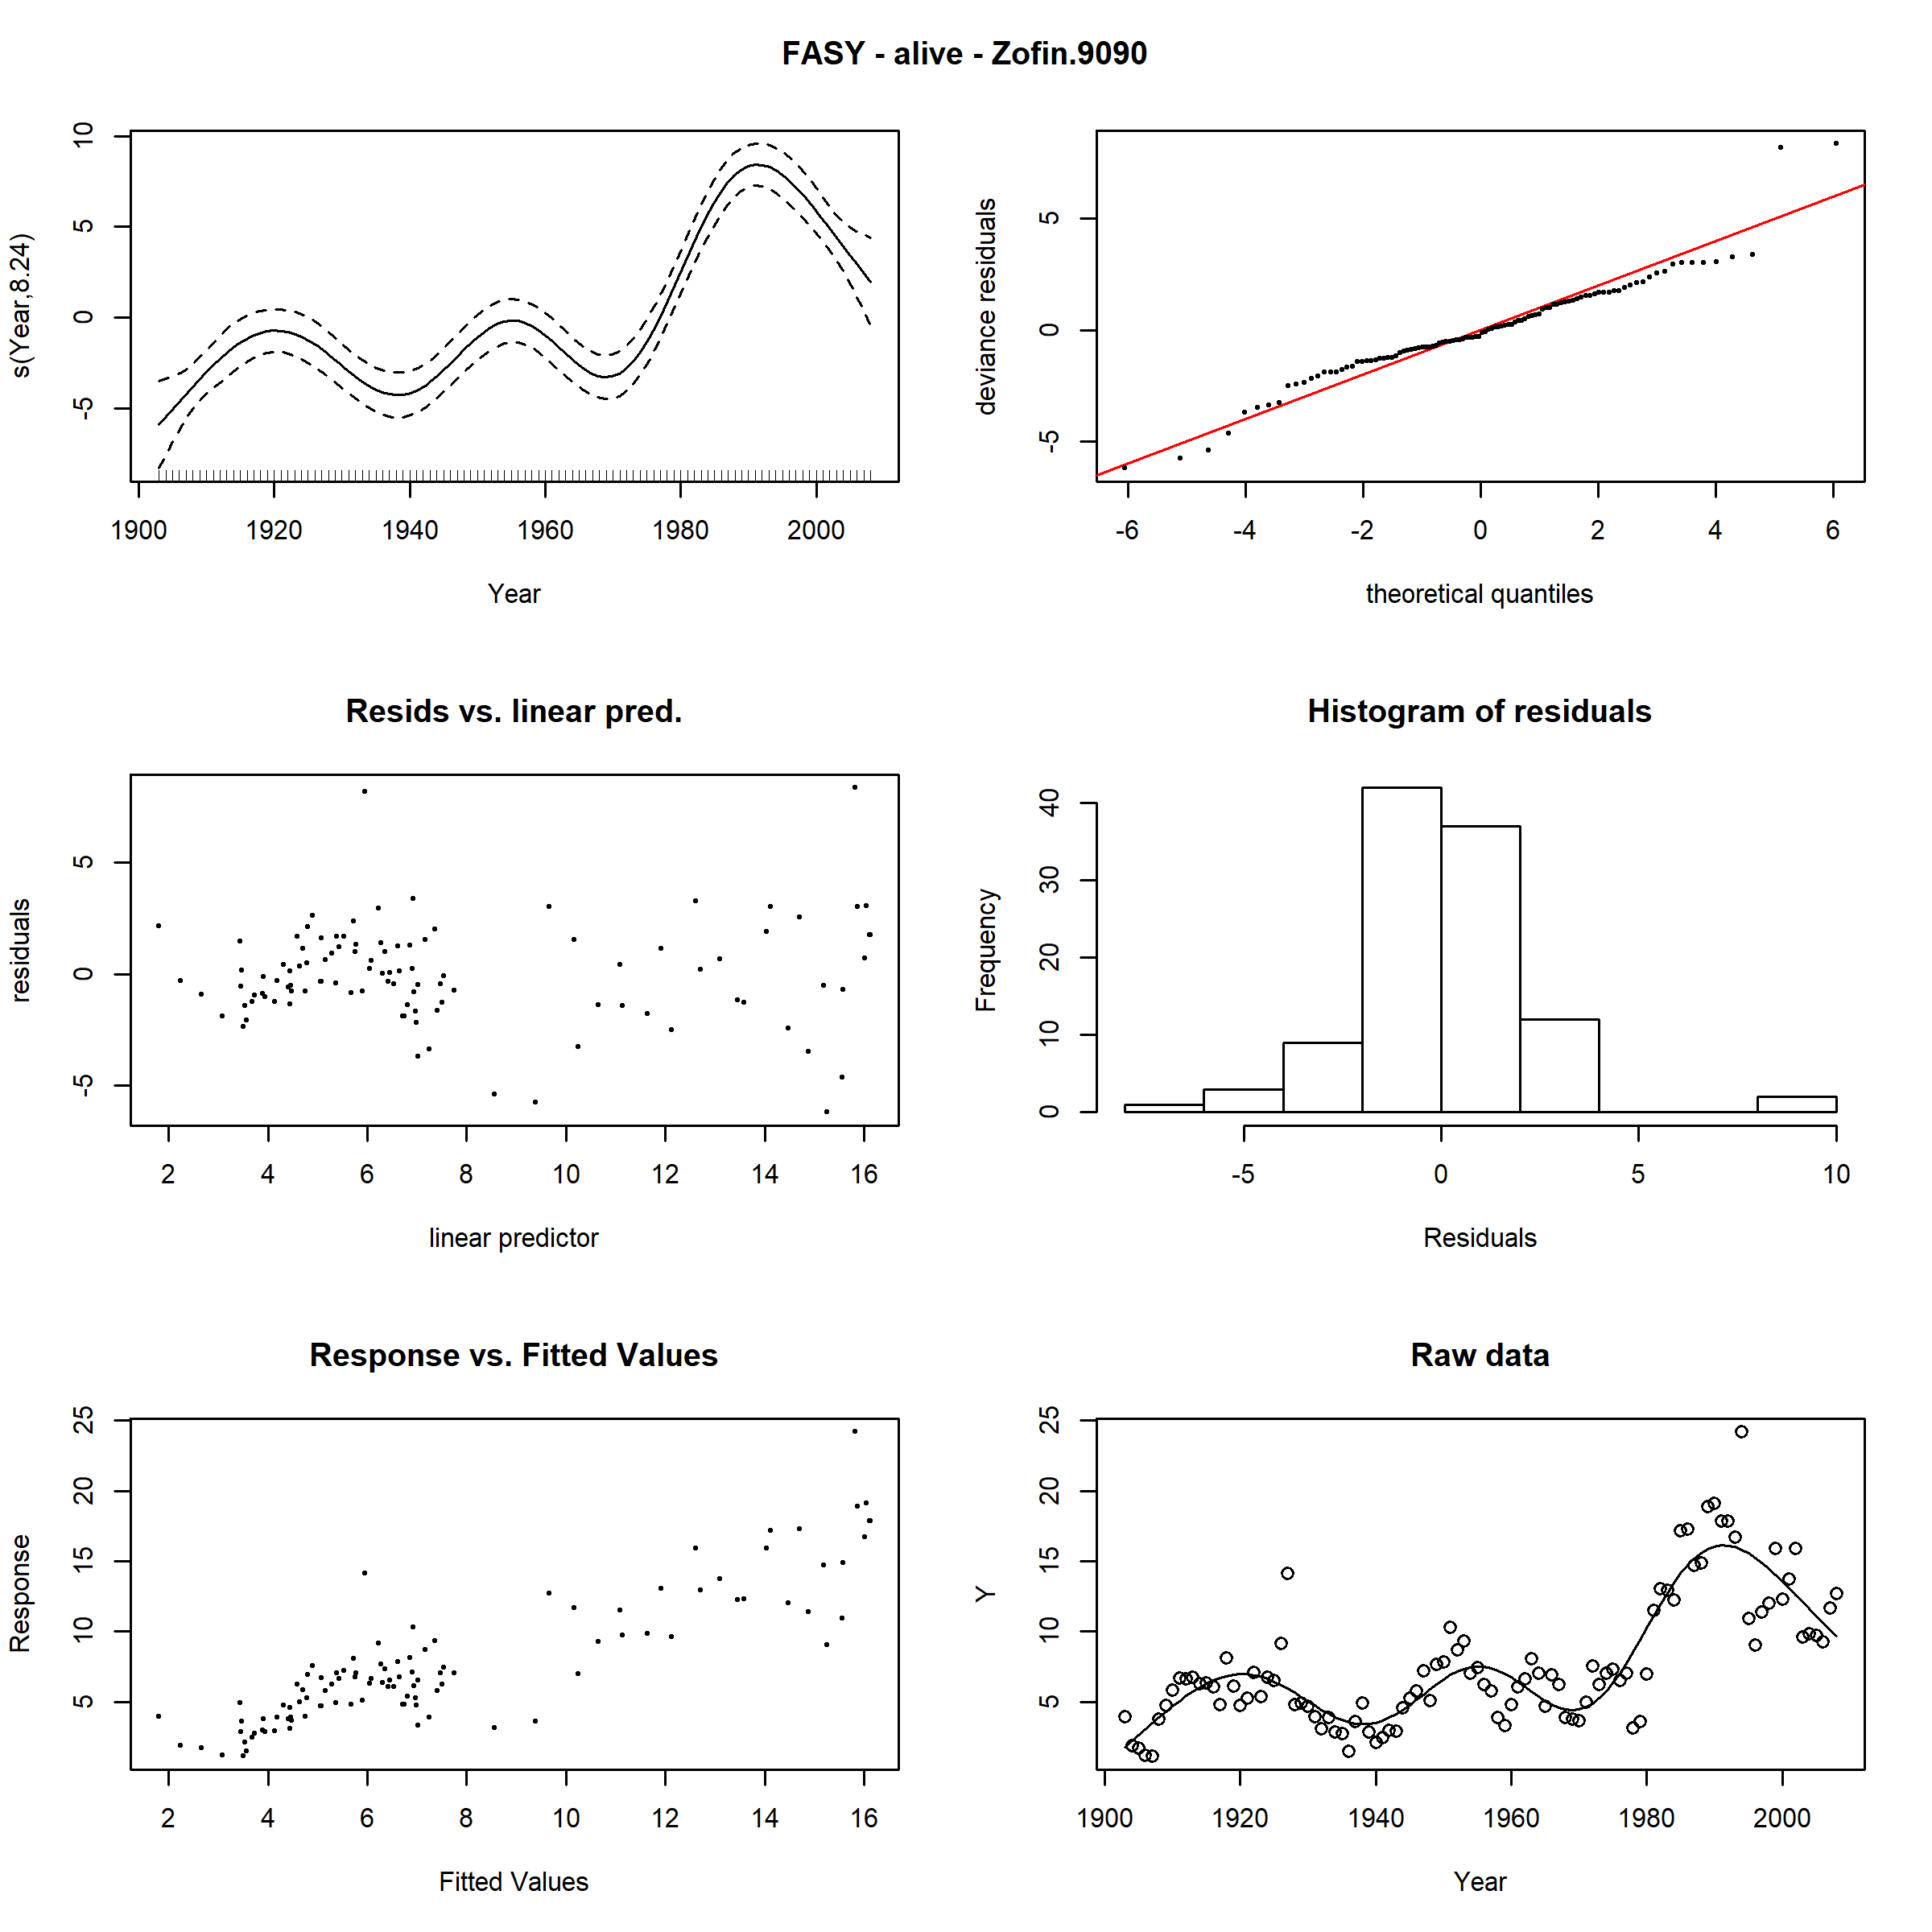 FASY - alive - Zofin.9090
s(Year,8.24)
-5 0 5 10
1900 1920 1940 1960 1980 2000
Year
deviance residuals
-5 0 5
-6 -4 -2 0 2 4 6
theoretical quantiles
Resids vs. linear pred.
residuals
-5 0 5
2 4 6 8 10 12 14 16
linear predictor
Histogram of residuals
Frequency
0 10 20 30 40
-5 0 5 10
Residuals
Response vs. Fitted Values
Response
5 10 15 20 25
2 4 6 8 10 12 14 16
Fitted Values
Raw data
Y
5 10 15 20 25
1900 1920 1940 1960 1980 2000
Year